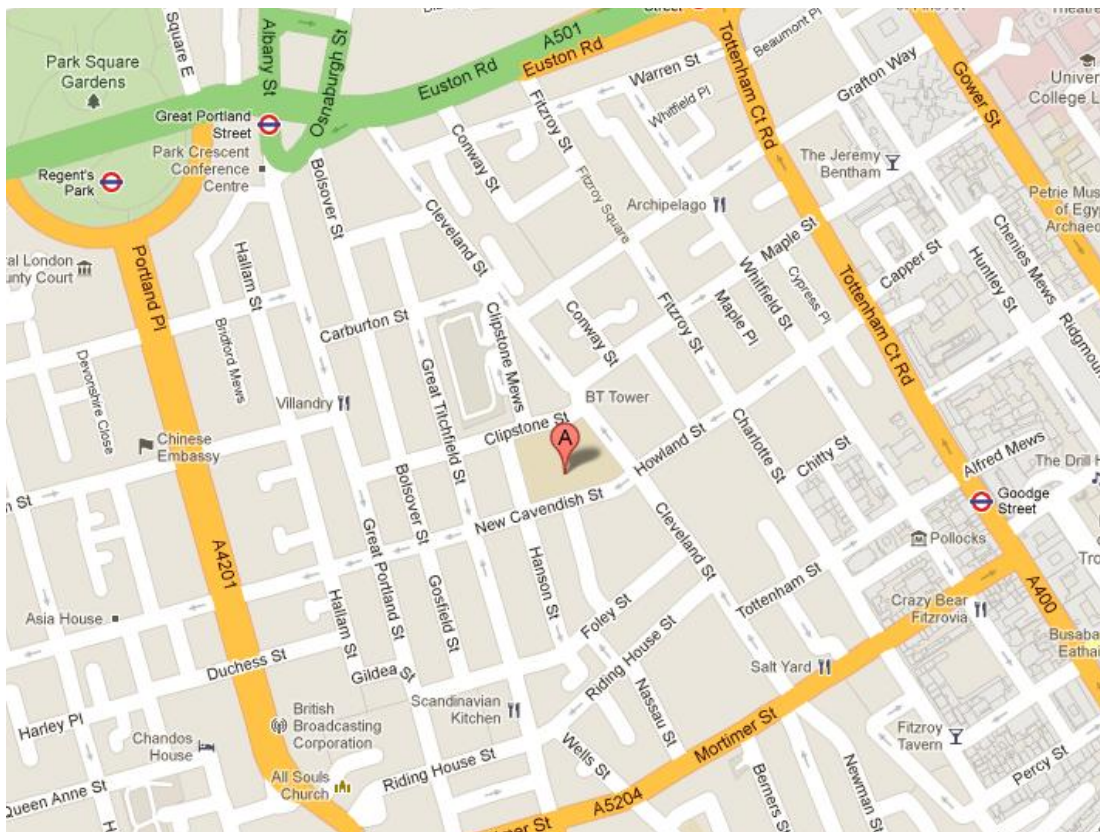 Square E
Albany St
Osnaburgh St
A501
Euston Rd
Euston Rd
Street
Tottenham Ct Rd
Beaumont Pl
Gower St
Theatre
Park Square
Gardens
Warren St
Grafton Way
Univer
College L
Great Portland
Street
Fitzroy St
Whitfield Pl
Park Crescent
Conference
Centre
Conway St
Regent's
Park
Bolsover St
The Jeremy
Bentham
Fitzroy Square
Petrie Mus
of Egy
Archaeo
Archipelago
Cleveland St
Maple St
Capper St
Chenies Mews
Huntley St
al London
unty Court
Portland Pl
Hallam St
Whitfield St
Cypress Pl
Maple Pl
Tottenham Ct Rd
Ridgmou
Carburton St
Clipstone Mews
Conway St
Fitzroy St
Bridford Mews
Devonshire Close
Great Titchfield St
Villandry
BT Tower
Chinese
Embassy
Clipstone St
A
Howland St
Charlotte St
Chitty St
Alfred Mews
The Drill H
Goodge
Street
n St
Bolsover St
New Cavendish St
Cleveland St
Great Portland St
Pollocks
Tro
A4201
Hanson St
Gosfield St
Hallam St
Tottenham St
A400
Asia House
Foley St
Crazy Bear
Fitzrovia
Riding House St
Busaba
Eathai
Duchess St
Gildea St
Salt Yard
Nassau St
Harley Pl
British
Broadcasting
Corporation
Scandinavian
Kitchen
Chandos
House
Mortimer St
Fitzroy
Tavern
Percy St
Wells St
All Souls
Church
Riding House St
Berners St
Newman St
Queen Anne St
A5204
timer St